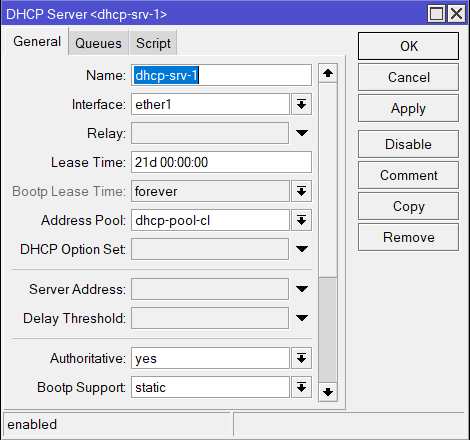 DHCP Server <dhcp-srv-1>
General Queues Script
Name: dhcp-srv-1
Interface: ether1
Relay:
Lease Time: 21d 00:00:00
Bootp Lease Time: forever
Address Pool: dhcp-pool-cl
DHCP Option Set:
Server Address:
Delay Threshold:
Authoritative: yes
Bootp Support: static
OK
Cancel
Apply
Disable
Comment
Copy
Remove
enabled